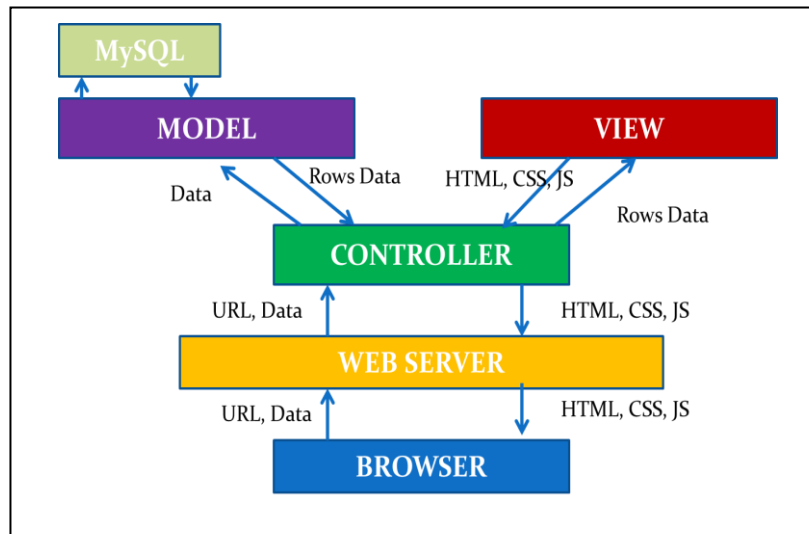 MySQL
MODEL
VIEW
Rows Data
HTML, CSS, JS
Data
Rows Data
CONTROLLER
URL, Data
HTML, CSS, JS
WEB SERVER
URL, Data
HTML, CSS, JS
BROWSER